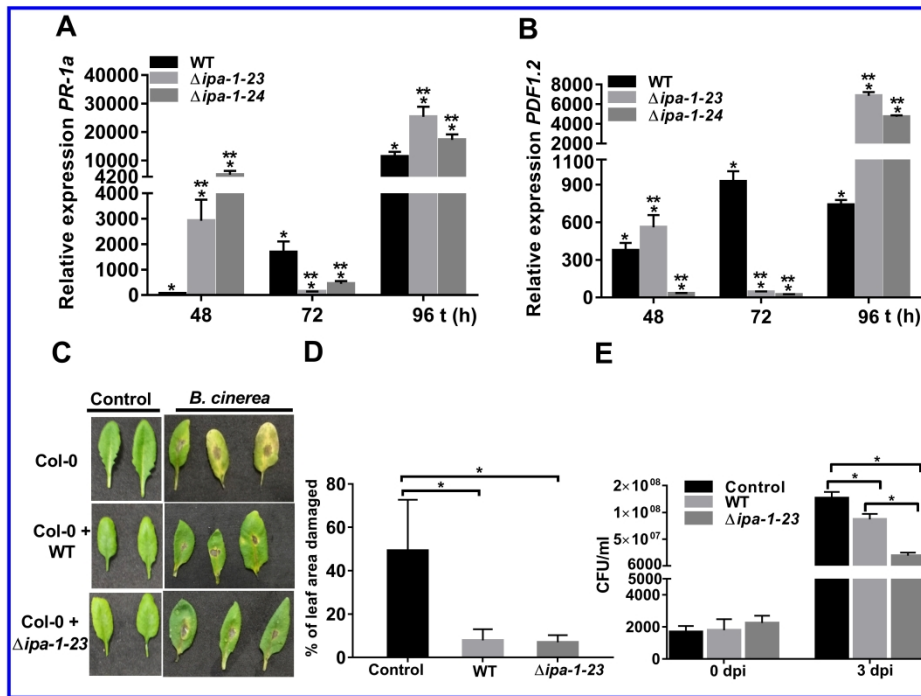 A
WT
Δipa-1-23
Δipa-1-24
Relative expression PR-1a
40000
30000
20000
10000
4200
4000
3000
2000
1000
0
*
**
*
**
*
*
**
*
**
*
*
**
*
**
*
48 72 96 t (h)
B
WT
Δipa-1-23
Δipa-1-24
Relative expression PDF1.2
8000
6000
4000
2000
1100
900
600
300
0
*
**
*
**
*
*
**
*
**
*
*
**
*
**
*
48 72 96 t (h)
C
Control B. cinerea
Col-0
Col-0 +
WT
Col-0 +
Δipa-1-23
D
% of leaf area damaged
80
60
40
20
0
*
*
Control WT Δipa-1-23
E
Control
WT
Δipa-1-23
CFU/ml
2×10⁰⁸
1×10⁰⁸
5×10⁰⁷
6000
5000
4000
2000
0
*
*
*
0 dpi 3 dpi